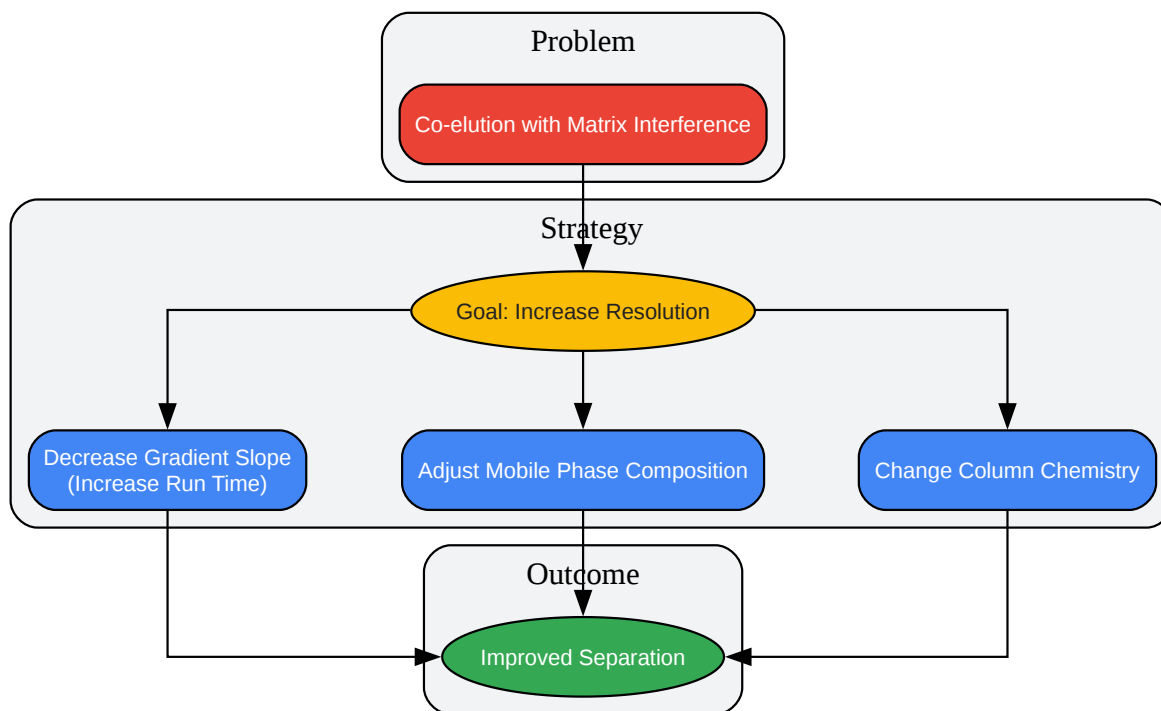 Problem
Co-elution with Matrix Interference
Strategy
Goal: Increase Resolution
Decrease Gradient Slope
(Increase Run Time)
Adjust Mobile Phase Composition
Change Column Chemistry
Outcome
Improved Separation